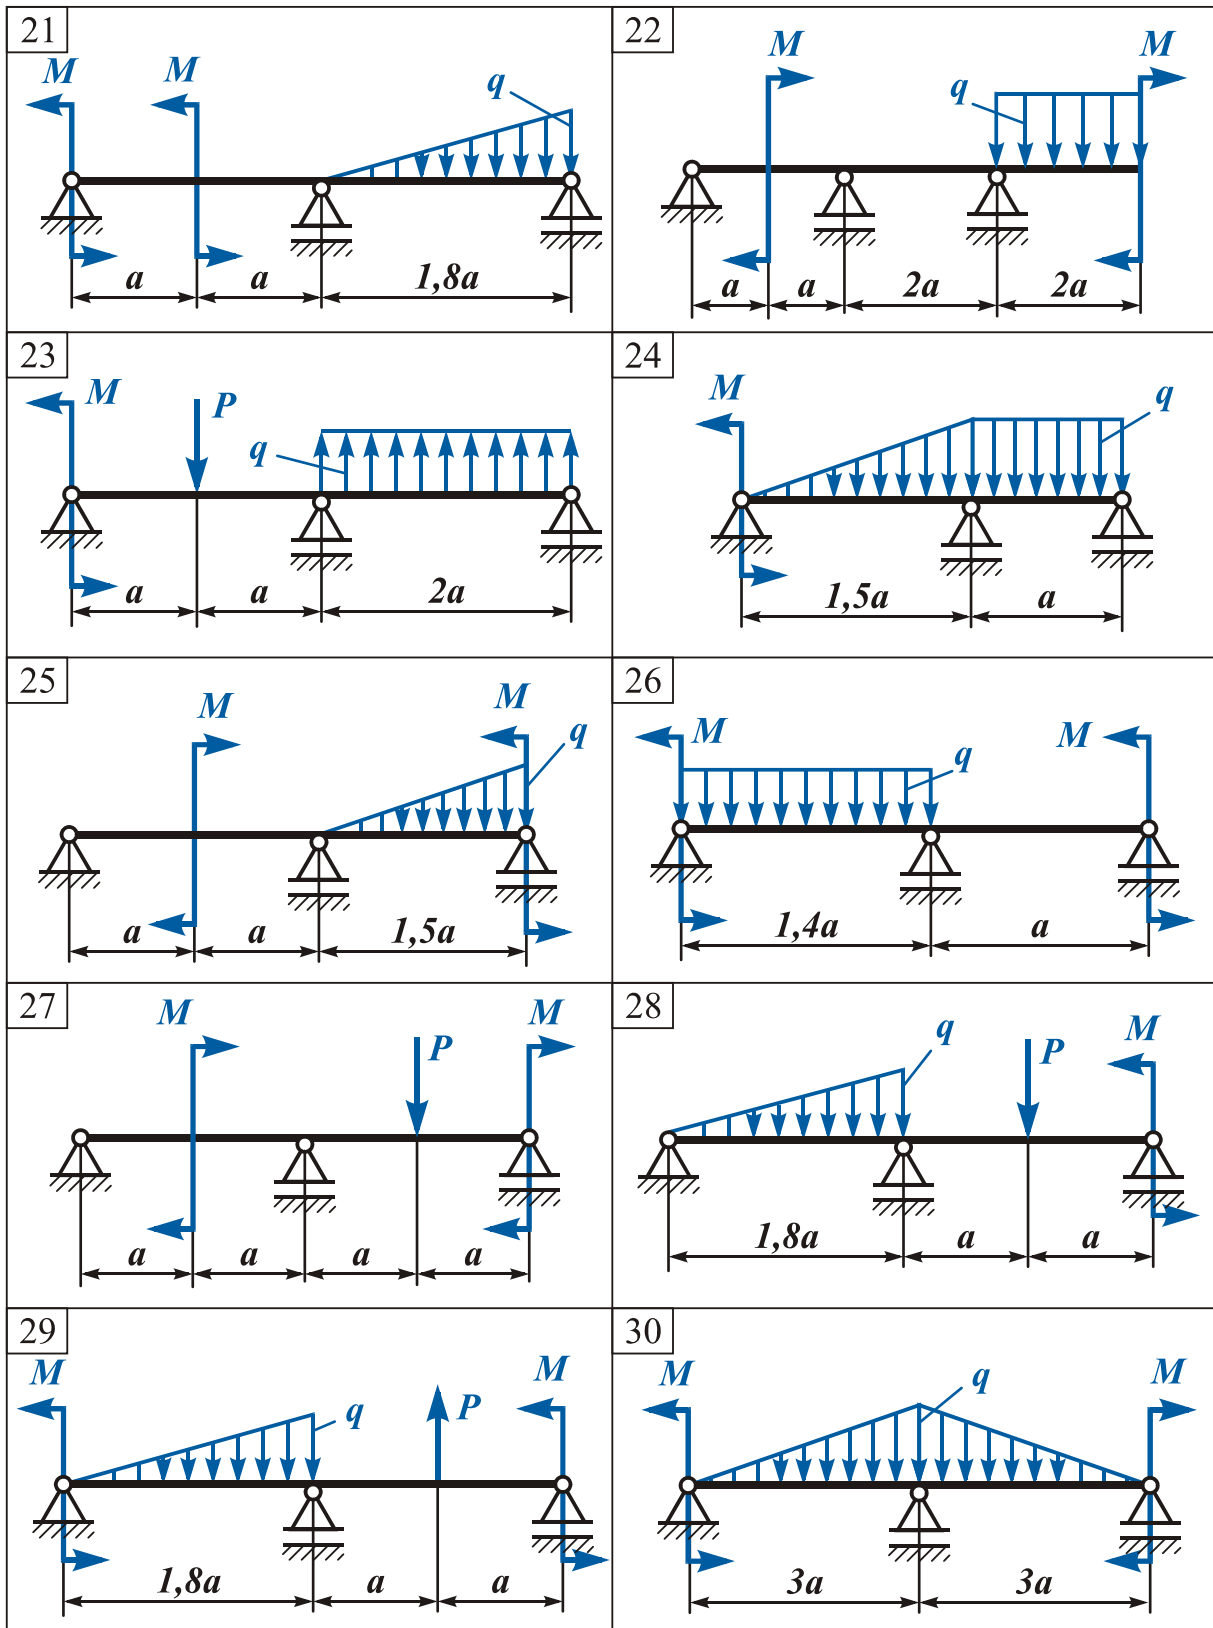 21
M M q
a a 1,8a
22
M M
q
a a 2a 2a
23
M P
q
a a 2a
24
M q
1,5a a
25
M M q
a a 1,5a
26
M q M
1,4a a
27
M P M
a a a a
28
q P M
1,8a a a
29
M q P M
1,8a a a
30
M q M
3a 3a